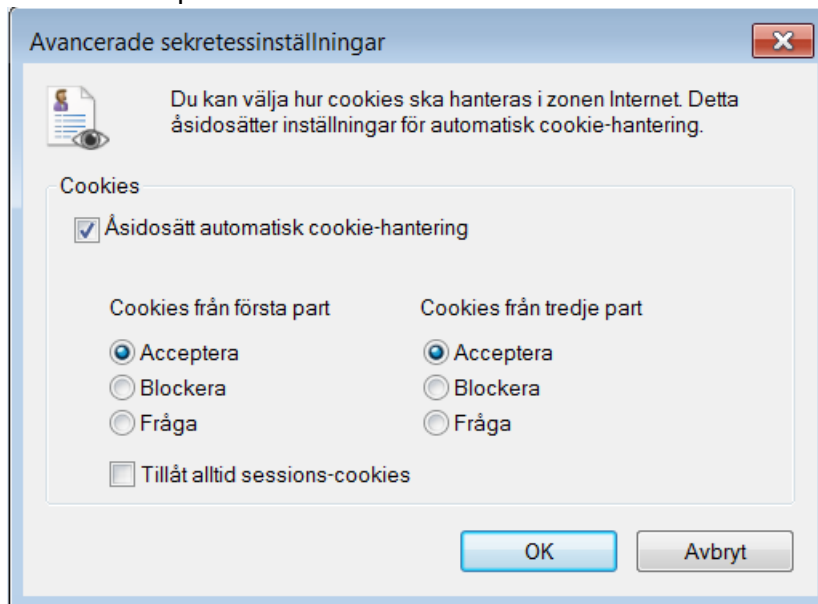 Avancerade sekretessinställningar
Du kan välja hur cookies ska hanteras i zonen Internet. Detta
åsidosätter inställningar för automatisk cookie-hantering.
Cookies
Åsidosätt automatisk cookie-hantering
Cookies från första part
Cookies från tredje part
Acceptera
Acceptera
Blockera
Blockera
Fråga
Fråga
Tillåt alltid sessions-cookies
OK
Avbryt